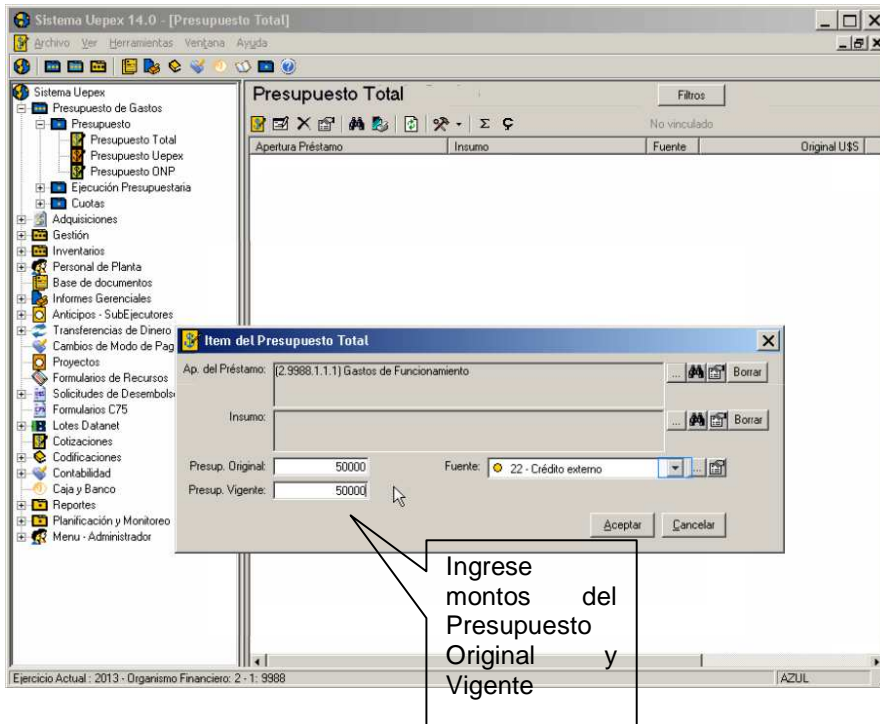 Sistema Uepex 14.0 - [Presupuesto Total]
Archivo Ver Herramientas Ventana Ayuda
Sistema Uepex
Presupuesto de Gastos
Presupuesto
Presupuesto Total
Presupuesto Uepex
Presupuesto ONP
Ejecución Presupuestaria
Cuotas
Adquisiciones
Gestión
Inventarios
Personal de Planta
Base de documentos
Informes Gerenciales
Anticipos - SubEjecutores
Transferencias de Dinero
Cambios de Modo de Pag
Proyectos
Formularios de Recursos
Solicitudes de Desembols
Formularios C75
Lotes Datanet
Cotizaciones
Codificaciones
Contabilidad
Caja y Banco
Reportes
Planificación y Monitoreo
Menu - Administrador
Presupuesto Total
Filtros
No vinculado
Apertura Préstamo Insumo Fuente Original U$S
Item del Presupuesto Total
Ap. del Préstamo: (2.9988.1.1.1) Gastos de Funcionamiento ... Borrar
Insumo: ... Borrar
Presup. Original: 50000 Fuente: 22 - Crédito externo ...
Presup. Vigente: 50000
Aceptar Cancelar
Ingrese
montos del
Presupuesto
Original y
Vigente
Ejercicio Actual : 2013 - Organismo Financiero: 2 - 1: 9988 AZUL